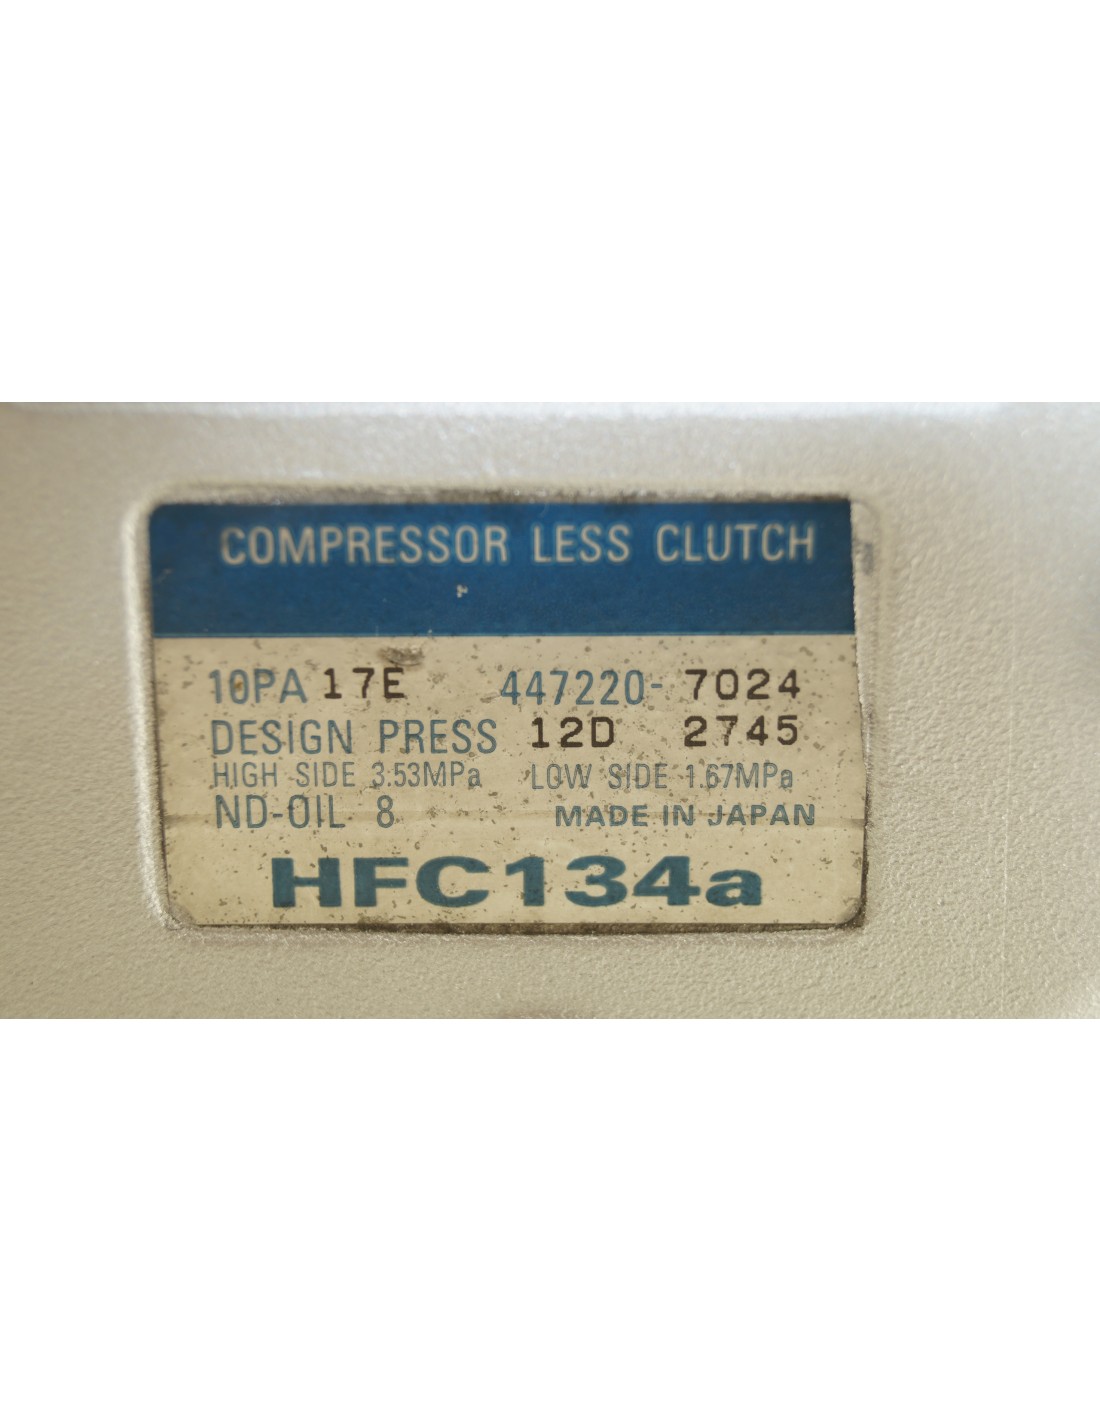 COMPRESSOR LESS CLUTCH
10PA 17E 447220- 7024
DESIGN PRESS 12D 2745
HIGH SIDE 3.53MPa LOW SIDE 1.67MPa
ND-OIL 8 MADE IN JAPAN
HFC134a